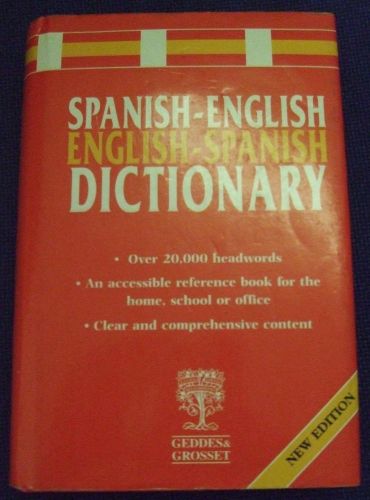 SPANISH-ENGLISH
ENGLISH-SPANISH
DICTIONARY
• Over 20,000 headwords
• An accessible reference book for the
home, school or office
• Clear and comprehensive content
GEDDES &
GROSSET
NEW EDITION